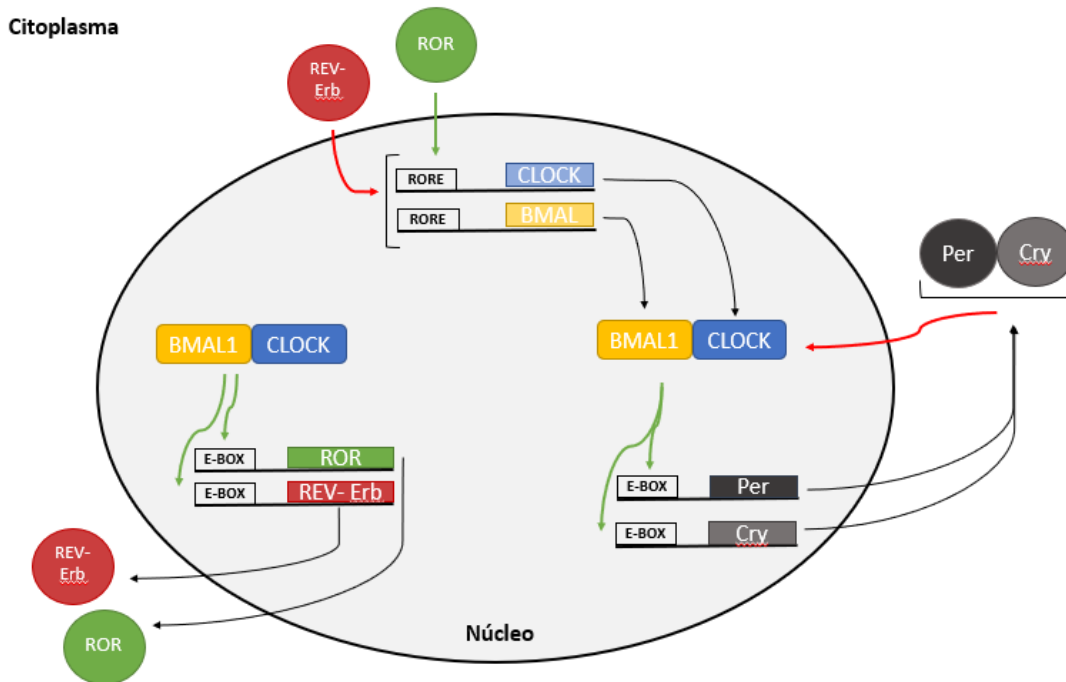 Citoplasma
ROR
REV-
Erb
RORE
CLOCK
RORE
BMAL
Per
Cry
BMAL1
CLOCK
BMAL1
CLOCK
E-BOX
ROR
E-BOX
REV- Erb
E-BOX
Per
E-BOX
Cry
REV-
Erb
ROR
Núcleo